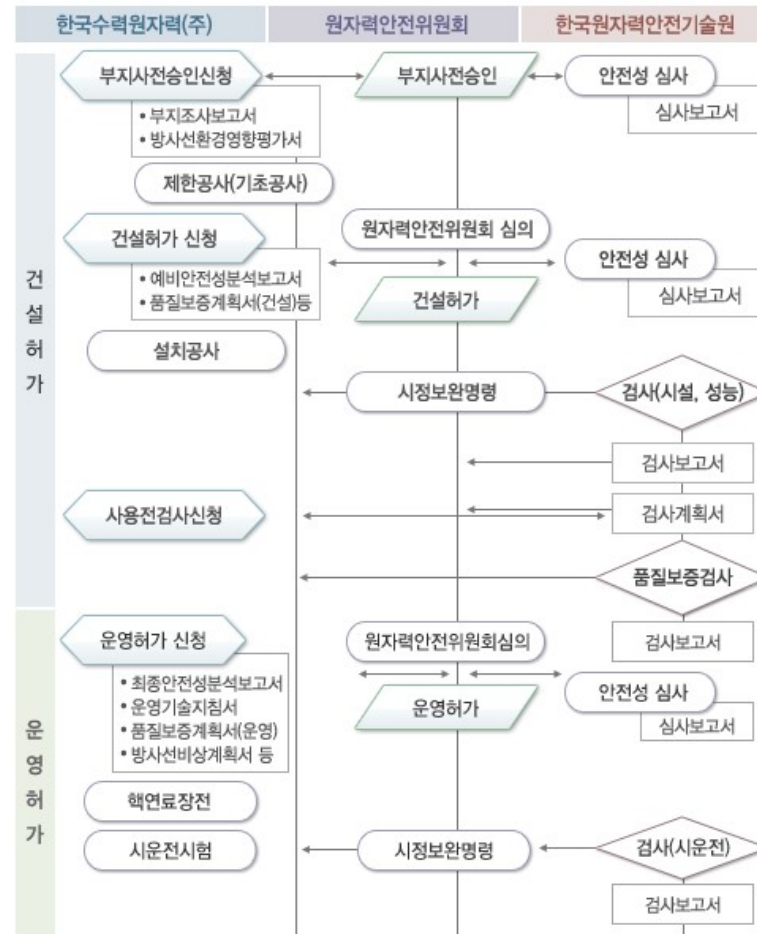 한국수력원자력(주) 원자력안전위원회 한국원자력안전기술원
부지사전승인신청 부지사전승인 안전성 심사
• 부지조사보고서
• 방사선환경영향평가서
심사보고서
제한공사(기초공사)
건설허가 신청 원자력안전위원회 심의 안전성 심사
• 예비안전성분석보고서
• 품질보증계획서(건설)등
건설허가 심사보고서
설치공사
시정보완명령 검사(시설, 성능)
검사보고서
사용전검사신청 검사계획서
품질보증검사
검사보고서
건설허가
운영허가 신청 원자력안전위원회심의
• 최종안전성분석보고서
• 운영기술지침서
• 품질보증계획서(운영)
• 방사선비상계획서 등
운영허가 안전성 심사
심사보고서
핵연료장전
시운전시험 시정보완명령 검사(시운전)
검사보고서
운영허가